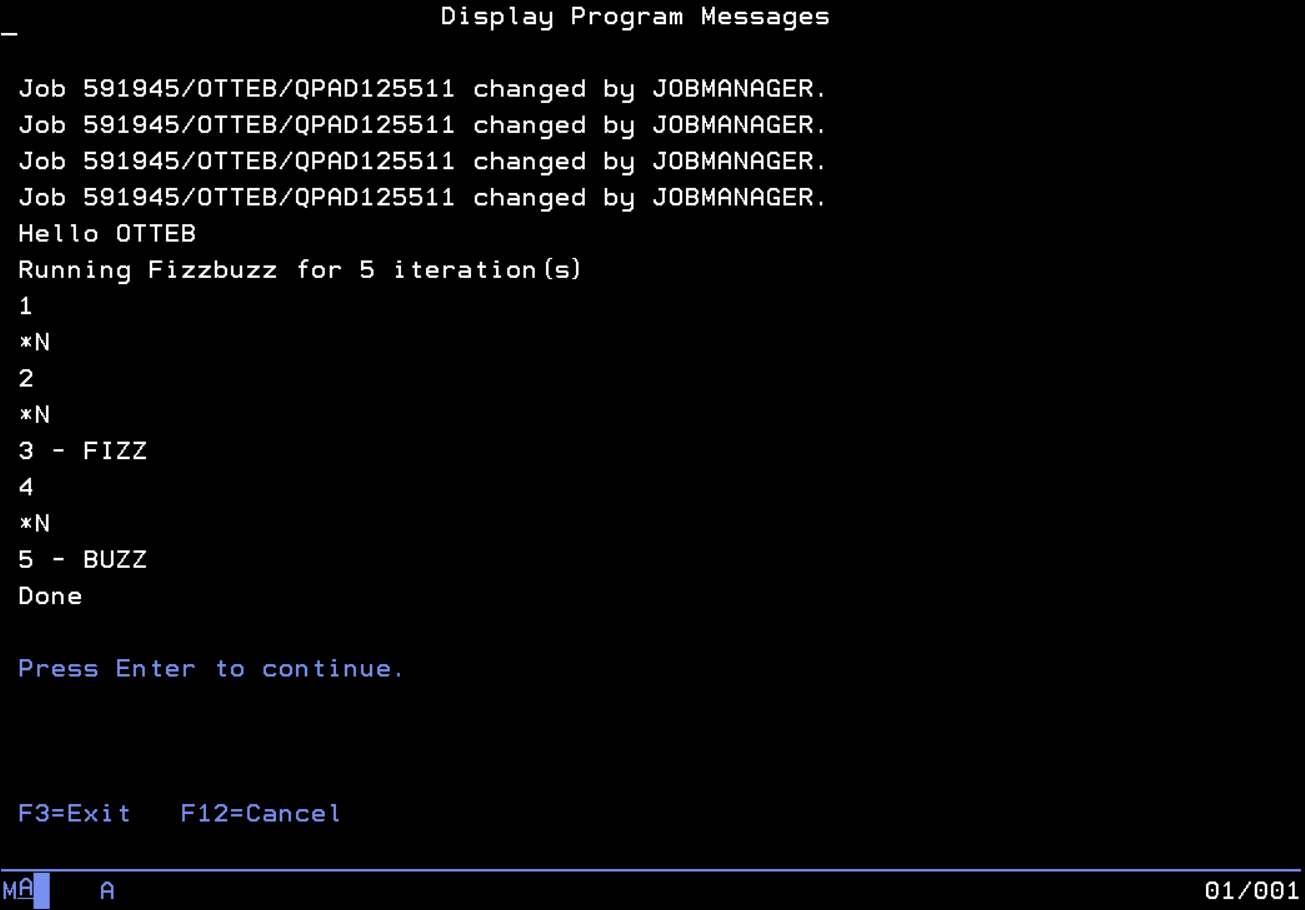 Display Program Messages
Job 591945/OTTEB/QPAD125511 changed by JOBMANAGER.
Job 591945/OTTEB/QPAD125511 changed by JOBMANAGER.
Job 591945/OTTEB/QPAD125511 changed by JOBMANAGER.
Job 591945/OTTEB/QPAD125511 changed by JOBMANAGER.
Hello OTTEB
Running Fizzbuzz for 5 iteration(s)
1
*N
2
*N
3 - FIZZ
4
*N
5 - BUZZ
Done
Press Enter to continue.
F3=Exit F12=Cancel
MA A 01/001